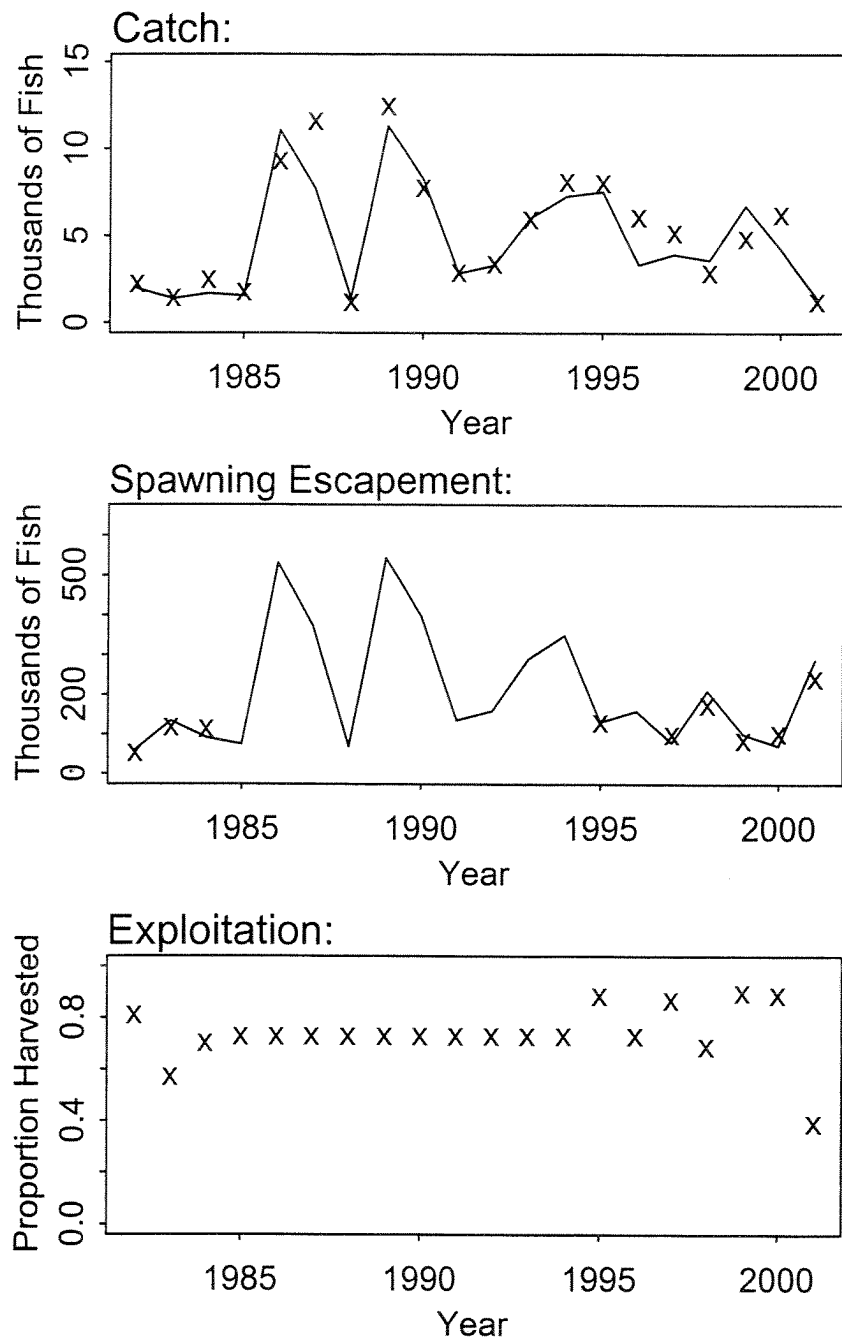 Catch:
Thousands of Fish
15
10
5
0
1985 1990 1995 2000
Year
Spawning Escapement:
Thousands of Fish
500
200
0
1985 1990 1995 2000
Year
Exploitation:
Proportion Harvested
0.8
0.4
0.0
1985 1990 1995 2000
Year